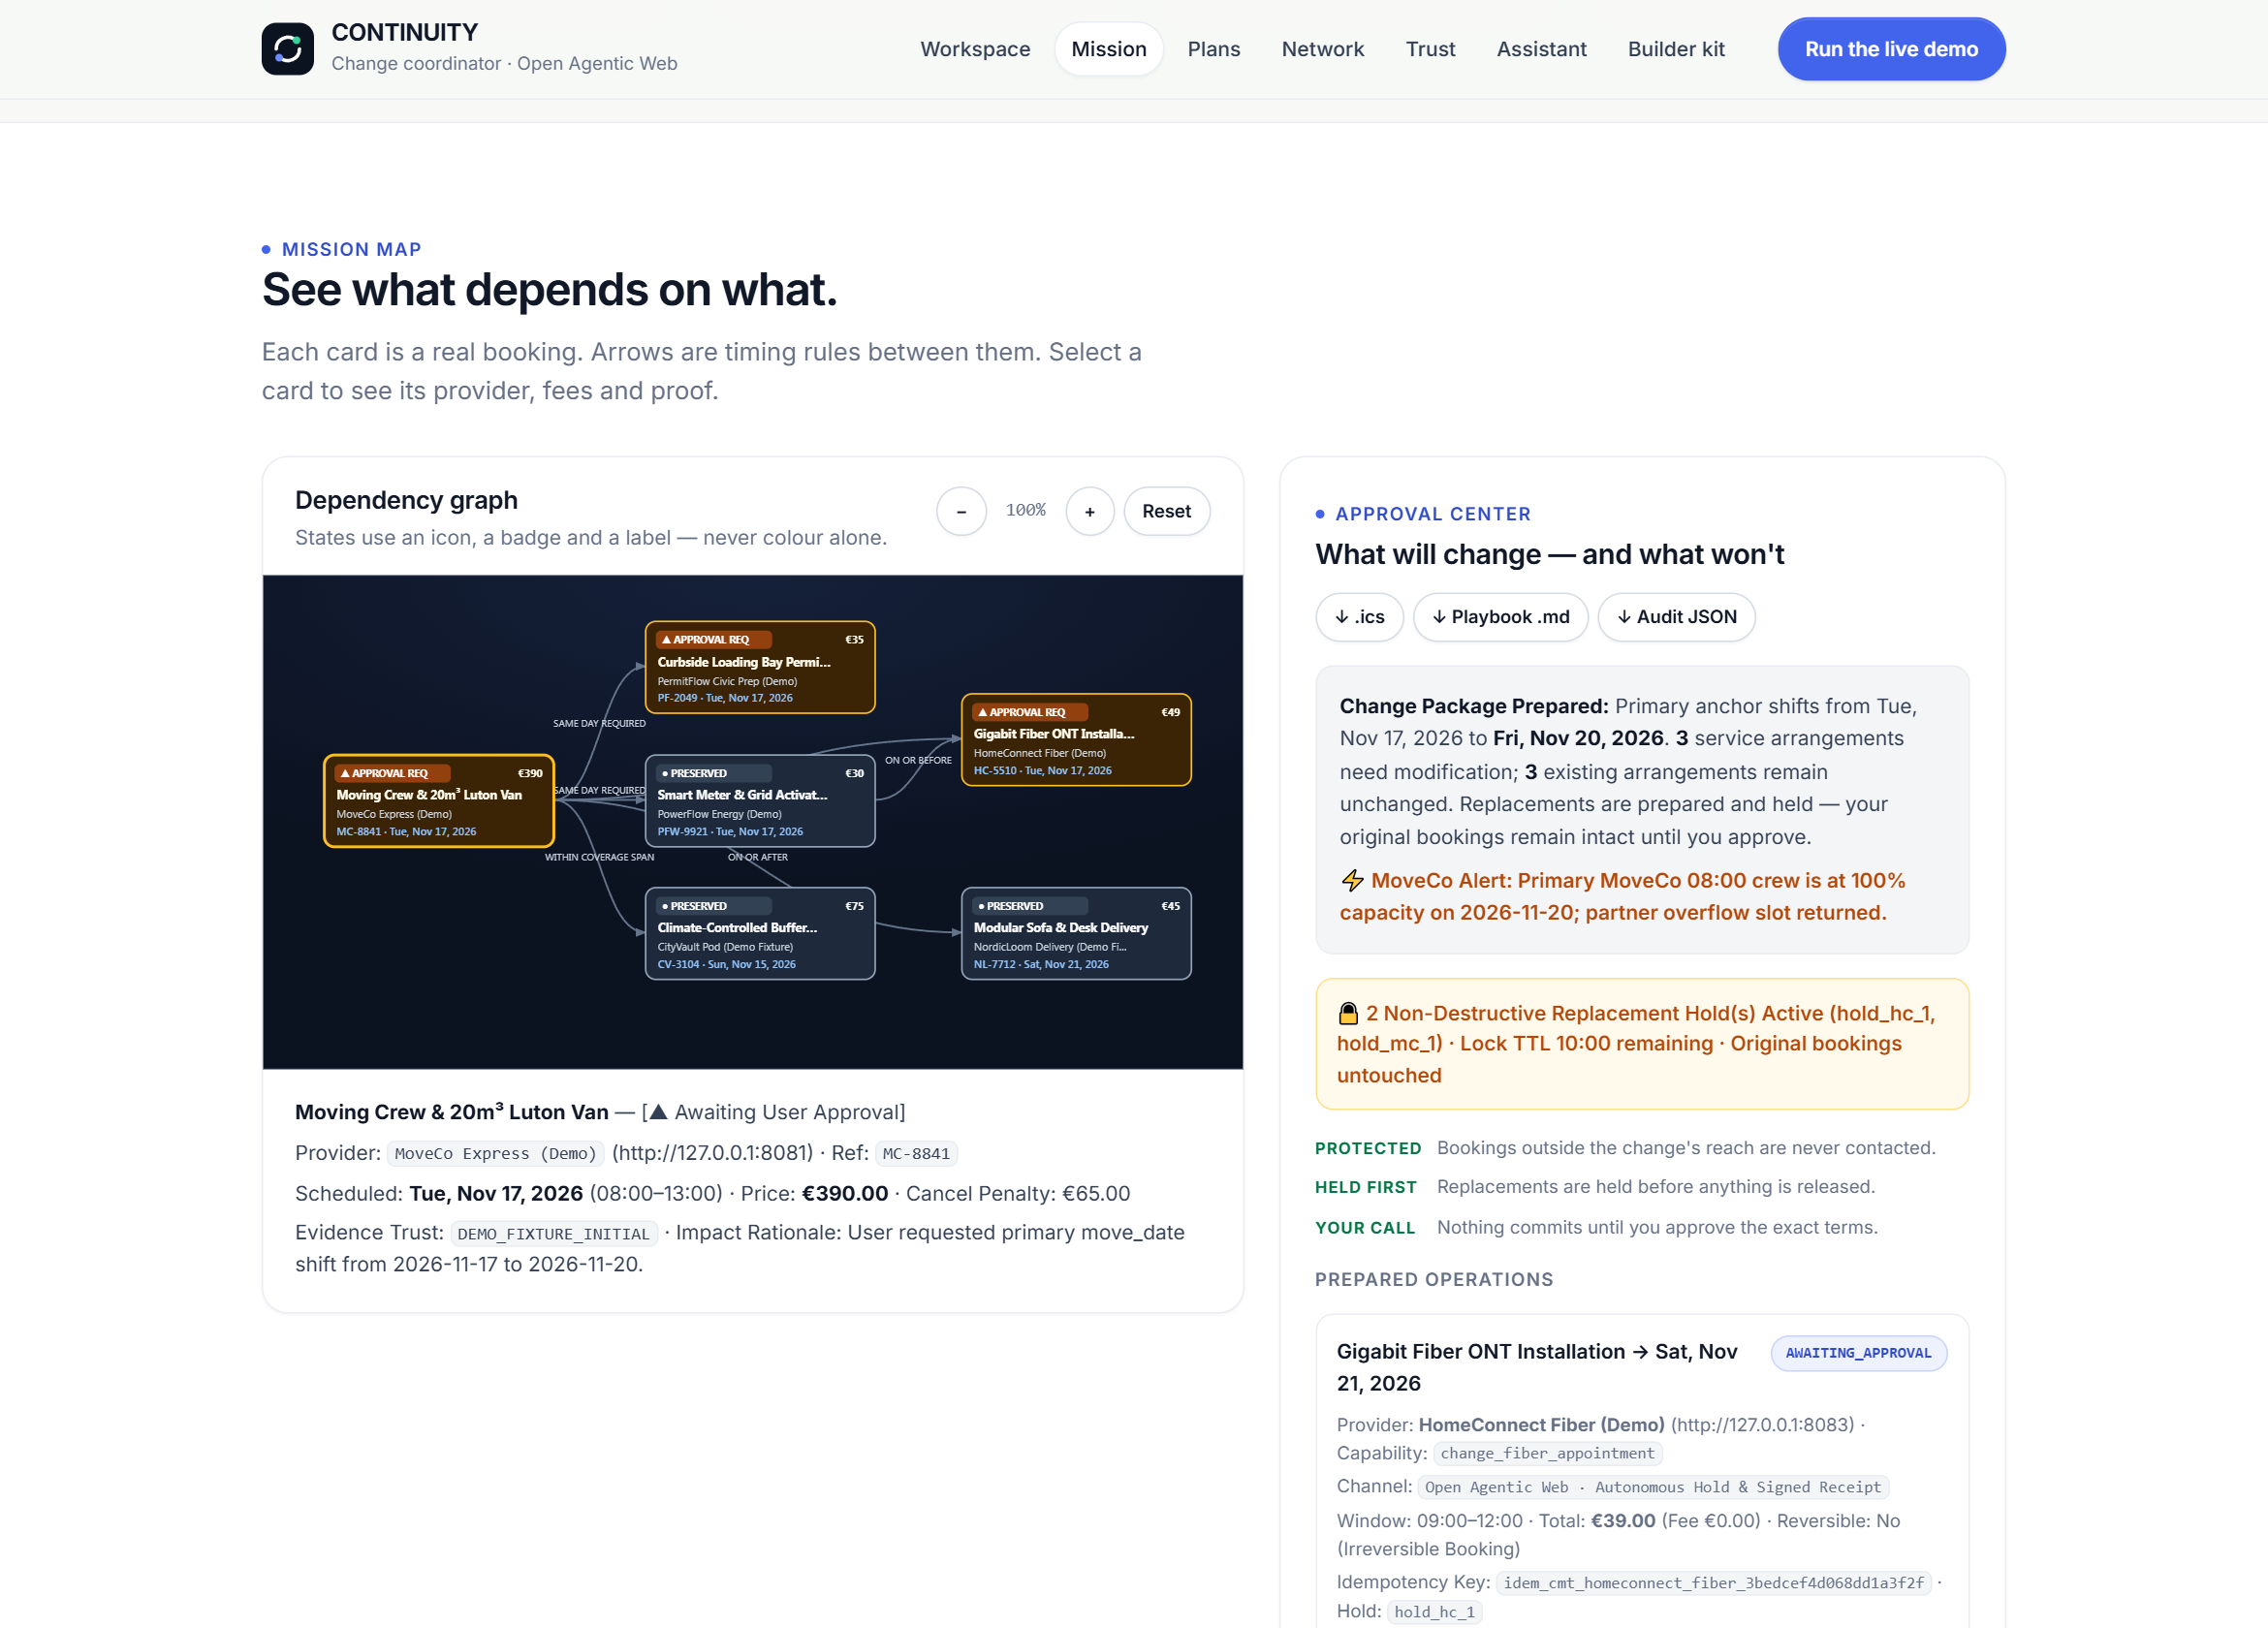 CONTINUITY
Change coordinator · Open Agentic Web
Workspace
Mission
Plans
Network
Trust
Assistant
Builder kit
Run the live demo
MISSION MAP
See what depends on what.
Each card is a real booking. Arrows are timing rules between them. Select a
card to see its provider, fees and proof.
Dependency graph
States use an icon, a badge and a label — never colour alone.
−
100%
+
Reset
▲ APPROVAL REQ €35
Curbside Loading Bay Permi...
PermitFlow Civic Prep (Demo)
PF-2049 · Tue, Nov 17, 2026
SAME DAY REQUIRED
▲ APPROVAL REQ €49
Gigabit Fiber ONT Installa...
HomeConnect Fiber (Demo)
HC-5510 · Tue, Nov 17, 2026
ON OR BEFORE
▲ APPROVAL REQ €390
Moving Crew & 20m³ Luton Van
MoveCo Express (Demo)
MC-8841 · Tue, Nov 17, 2026
SAME DAY REQUIRED
● PRESERVED €30
Smart Meter & Grid Activat...
PowerFlow Energy (Demo)
PFW-9921 · Tue, Nov 17, 2026
WITHIN COVERAGE SPAN
ON OR AFTER
● PRESERVED €75
Climate-Controlled Buffer...
CityVault Pod (Demo Fixture)
CV-3104 · Sun, Nov 15, 2026
● PRESERVED €45
Modular Sofa & Desk Delivery
NordicLoom Delivery (Demo Fi...
NL-7712 · Sat, Nov 21, 2026
Moving Crew & 20m³ Luton Van — [▲ Awaiting User Approval]
Provider: MoveCo Express (Demo) (http://127.0.0.1:8081) · Ref: MC-8841
Scheduled: Tue, Nov 17, 2026 (08:00–13:00) · Price: €390.00 · Cancel Penalty: €65.00
Evidence Trust: DEMO_FIXTURE_INITIAL · Impact Rationale: User requested primary move_date
shift from 2026-11-17 to 2026-11-20.
APPROVAL CENTER
What will change — and what won't
↓ .ics
↓ Playbook .md
↓ Audit JSON
Change Package Prepared: Primary anchor shifts from Tue,
Nov 17, 2026 to Fri, Nov 20, 2026. 3 service arrangements
need modification; 3 existing arrangements remain
unchanged. Replacements are prepared and held — your
original bookings remain intact until you approve.
⚡ MoveCo Alert: Primary MoveCo 08:00 crew is at 100%
capacity on 2026-11-20; partner overflow slot returned.
🔒 2 Non-Destructive Replacement Hold(s) Active (hold_hc_1,
hold_mc_1) · Lock TTL 10:00 remaining · Original bookings
untouched
PROTECTED Bookings outside the change's reach are never contacted.
HELD FIRST Replacements are held before anything is released.
YOUR CALL Nothing commits until you approve the exact terms.
PREPARED OPERATIONS
Gigabit Fiber ONT Installation → Sat, Nov
21, 2026
AWAITING_APPROVAL
Provider: HomeConnect Fiber (Demo) (http://127.0.0.1:8083) ·
Capability: change_fiber_appointment
Channel: Open Agentic Web · Autonomous Hold & Signed Receipt
Window: 09:00–12:00 · Total: €39.00 (Fee €0.00) · Reversible: No
(Irreversible Booking)
Idempotency Key: idem_cmt_homeconnect_fiber_3bedcef4d068dd1a3f2f ·
Hold: hold_hc_1